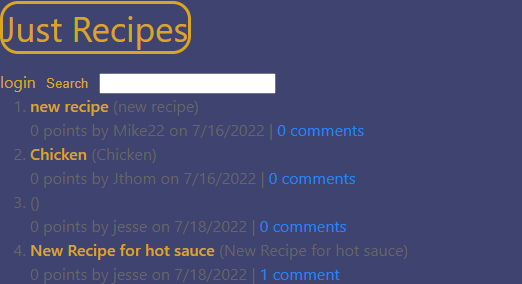 Just Recipes
login Search
1. new recipe (new recipe)
0 points by Mike22 on 7/16/2022 | 0 comments
2. Chicken (Chicken)
0 points by Jthom on 7/16/2022 | 0 comments
3. ()
0 points by jesse on 7/18/2022 | 0 comments
4. New Recipe for hot sauce (New Recipe for hot sauce)
0 points by jesse on 7/18/2022 | 1 comment